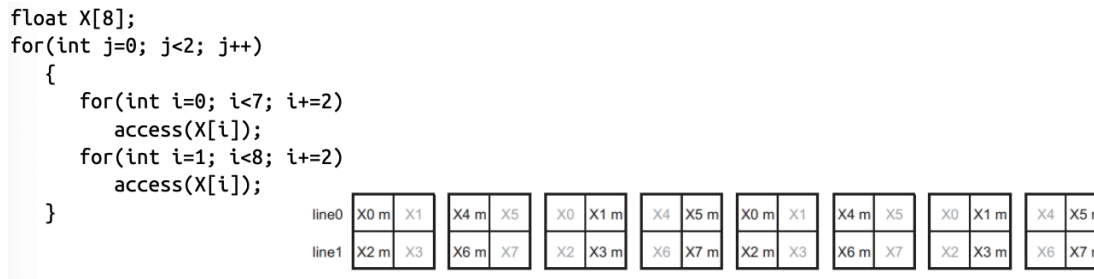 float X[8];
for(int j=0; j<2; j++)
{
for(int i=0; i<7; i+=2)
access(X[i]);
for(int i=1; i<8; i+=2)
access(X[i]);
}
line0 X0 m X1 X4 m X5 X0 X1 m X4 X5 m X0 m X1 X4 m X5 X0 X1 m X4 X5
line1 X2 m X3 X6 m X7 X2 X3 m X6 X7 m X2 m X3 X6 m X7 X2 X3 m X6 X7